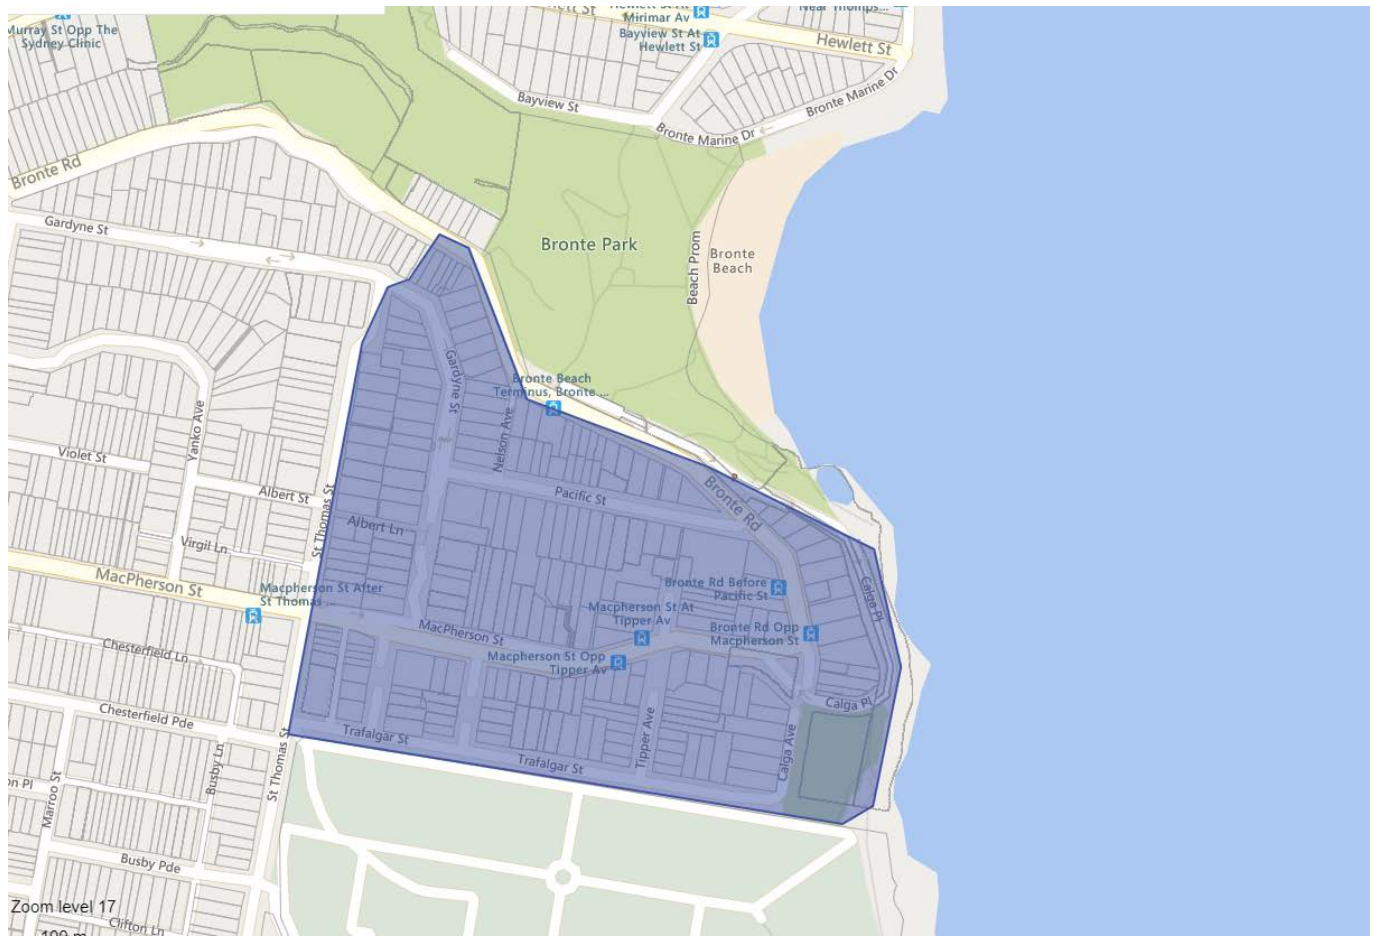 Mirimar Av
Murray St Opp The
Sydney Clinic
Bayview St At
Hewlett St
Hewlett St
Bayview St
Bronte Marine Dr
Bronte Marine Dr
Bronte Rd
Gardyne St
Bronte Park
Beach Prom
Bronte
Beach
Gardyne St
Bronte Beach
Terminus, Bronte ...
Nelson Ave
Yanko Ave
Violet St
Albert St
St Thomas St
Pacific St
Bronte Rd
Albert Ln
Virgil Ln
MacPherson St
Macpherson St After
St Thomas ...
Bronte Rd Before
Pacific St
Calga Pl
Macpherson St At
Tipper Av
MacPherson St
Bronte Rd Opp
Macpherson St
Macpherson St Opp
Tipper Av
Chesterfield Ln
Chesterfield Pde
Calga Pl
Trafalgar St
Trafalgar St
Tipper Ave
Calga Ave
St Thomas St
Busby Ln
Marroo St
on Pl
Busby Pde
Zoom level 17
Clifton Ln
100 m